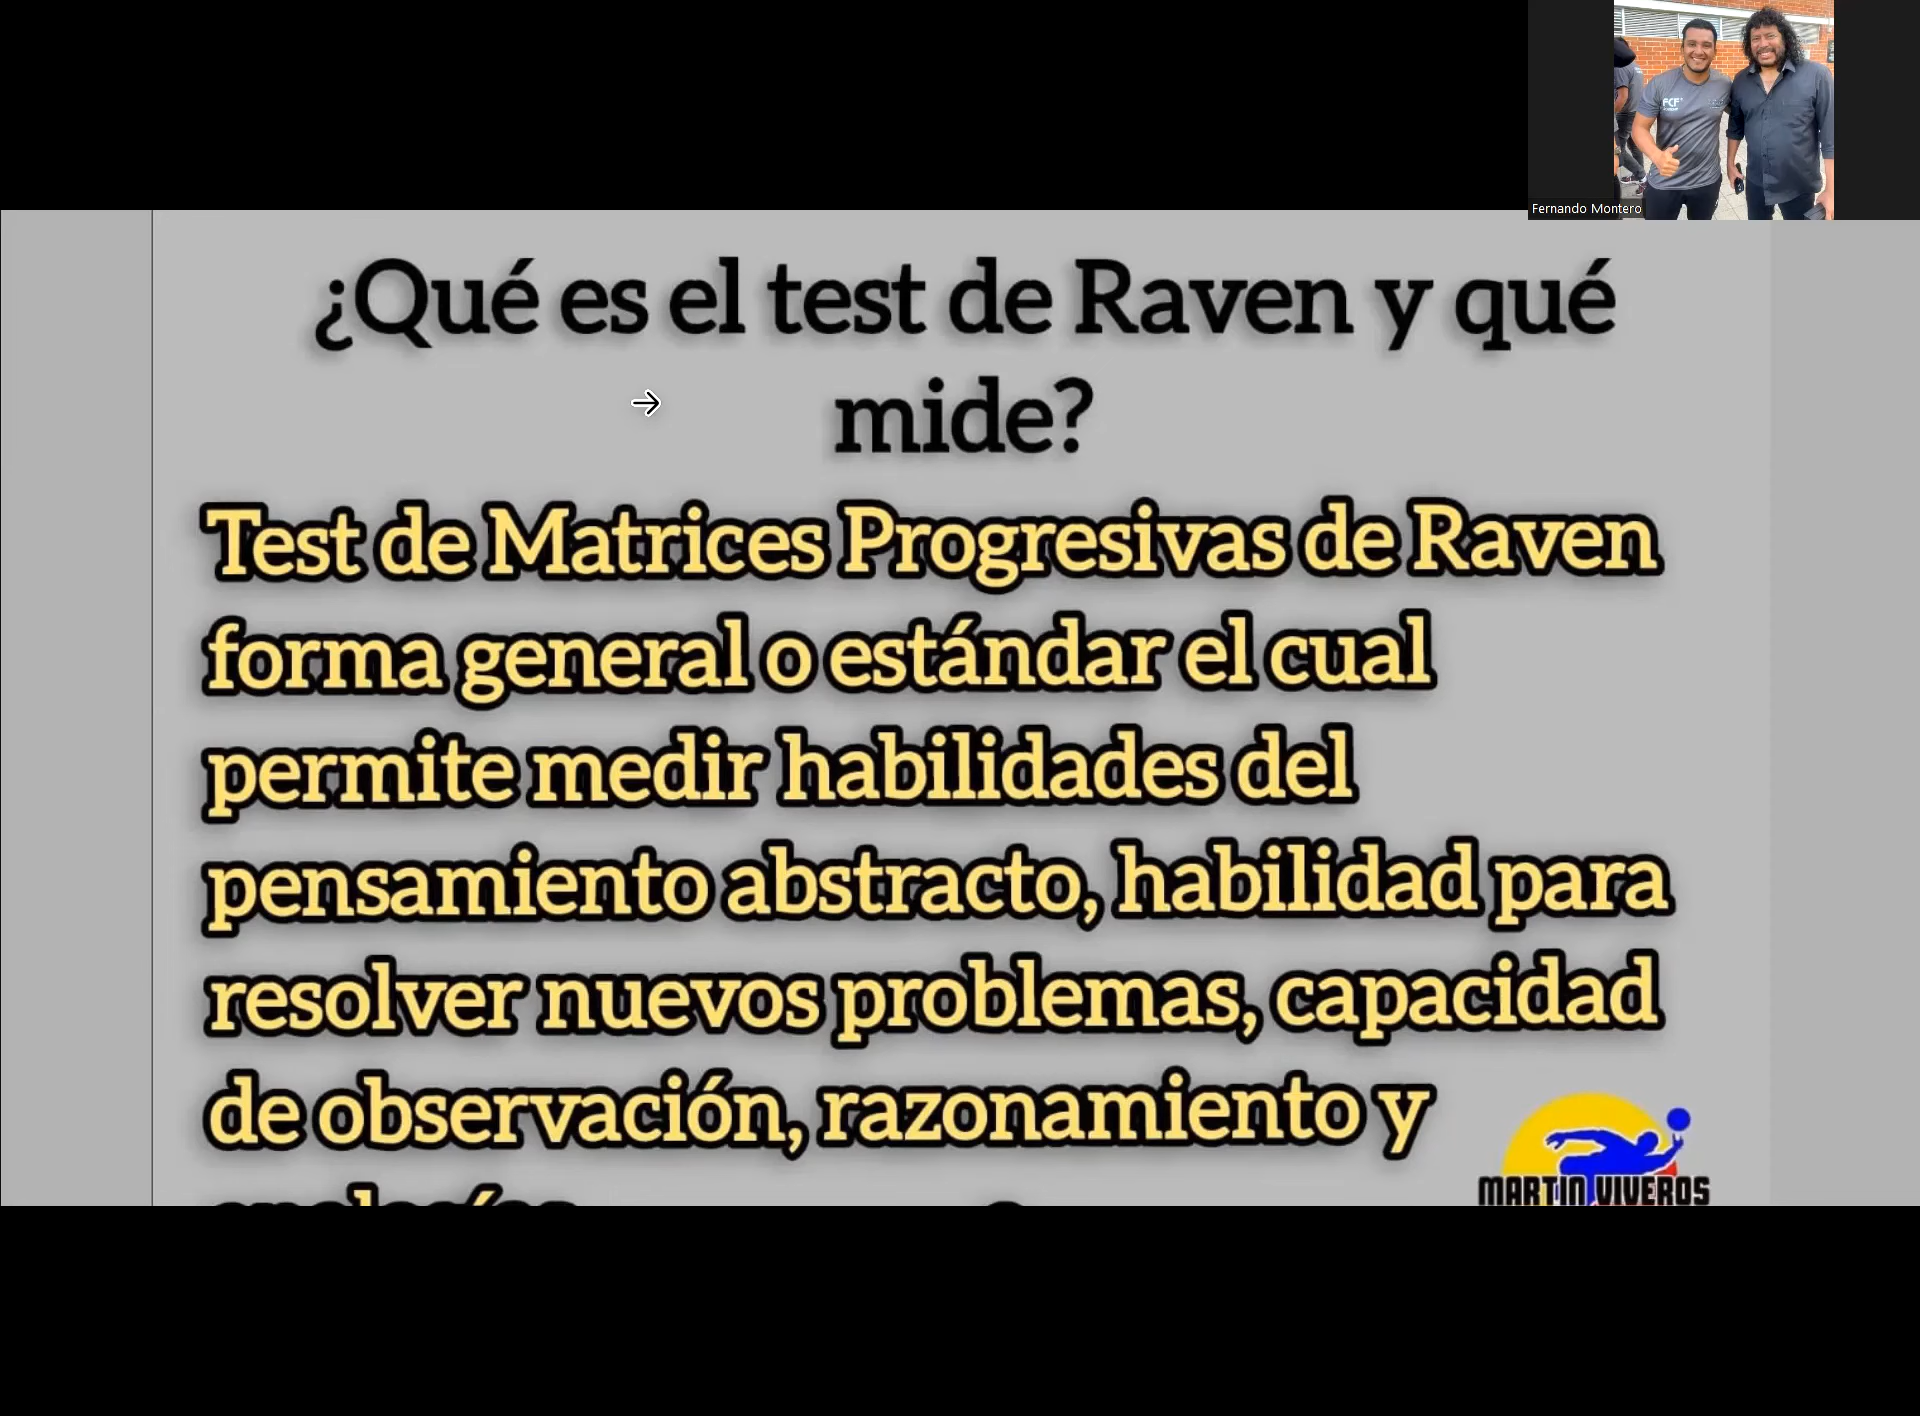 FCF
Fernando Montero
¿Qué es el test de Raven y qué
mide?
Test de Matrices Progresivas de Raven
forma general o estándar el cual
permite medir habilidades del
pensamiento abstracto, habilidad para
resolver nuevos problemas, capacidad
de observación, razonamiento y
MARTIN VIVEROS